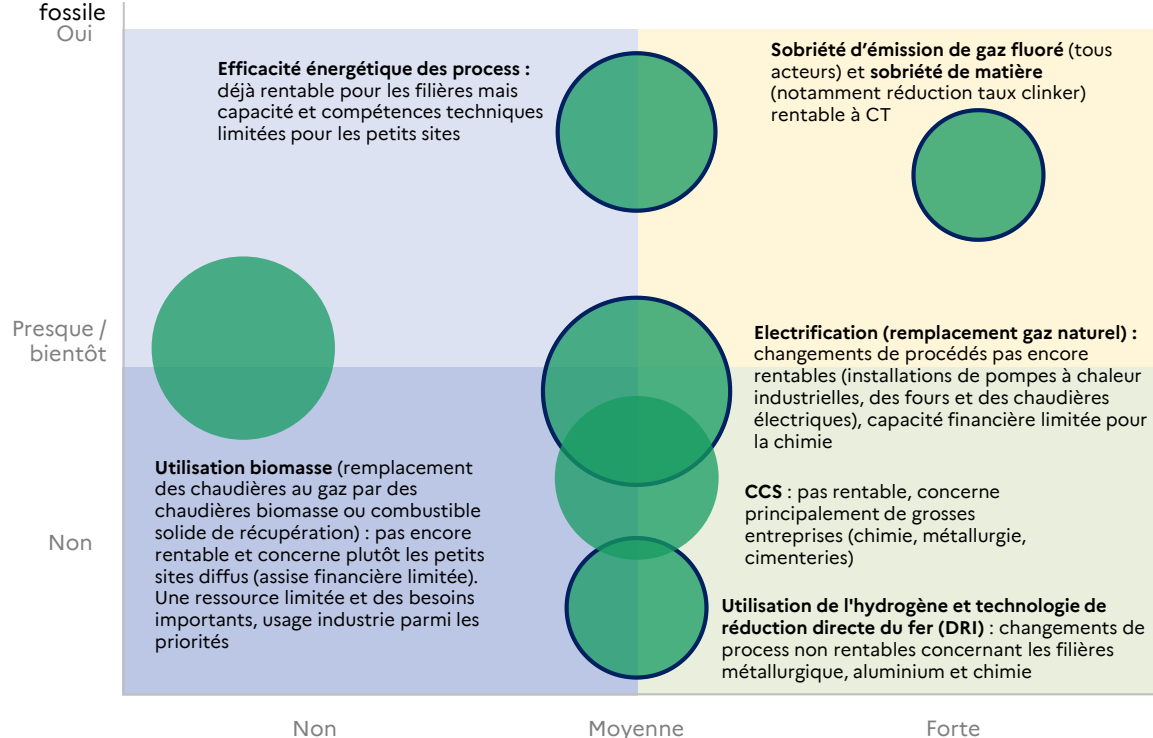 fossile
Oui
Efficacité énergétique des process :
déjà rentable pour les filières mais
capacité et compétences techniques
limitées pour les petits sites
Sobriété d’émission de gaz fluoré (tous
acteurs) et sobriété de matière
(notamment réduction taux clinker)
rentable à CT
Presque /
bientôt
Electrification (remplacement gaz naturel) :
changements de procédés pas encore
rentables (installations de pompes à chaleur
industrielles, des fours et des chaudières
électriques), capacité financière limitée pour
la chimie
Utilisation biomasse (remplacement
des chaudières au gaz par des
chaudières biomasse ou combustible
solide de récupération) : pas encore
rentable et concerne plutôt les petits
sites diffus (assise financière limitée).
Une ressource limitée et des besoins
importants, usage industrie parmi les
priorités
CCS : pas rentable, concerne
principalement de grosses
entreprises (chimie, métallurgie,
cimenteries)
Non
Utilisation de l'hydrogène et technologie de
réduction directe du fer (DRI) : changements de
process non rentables concernant les filières
métallurgique, aluminium et chimie
Non
Moyenne
Forte